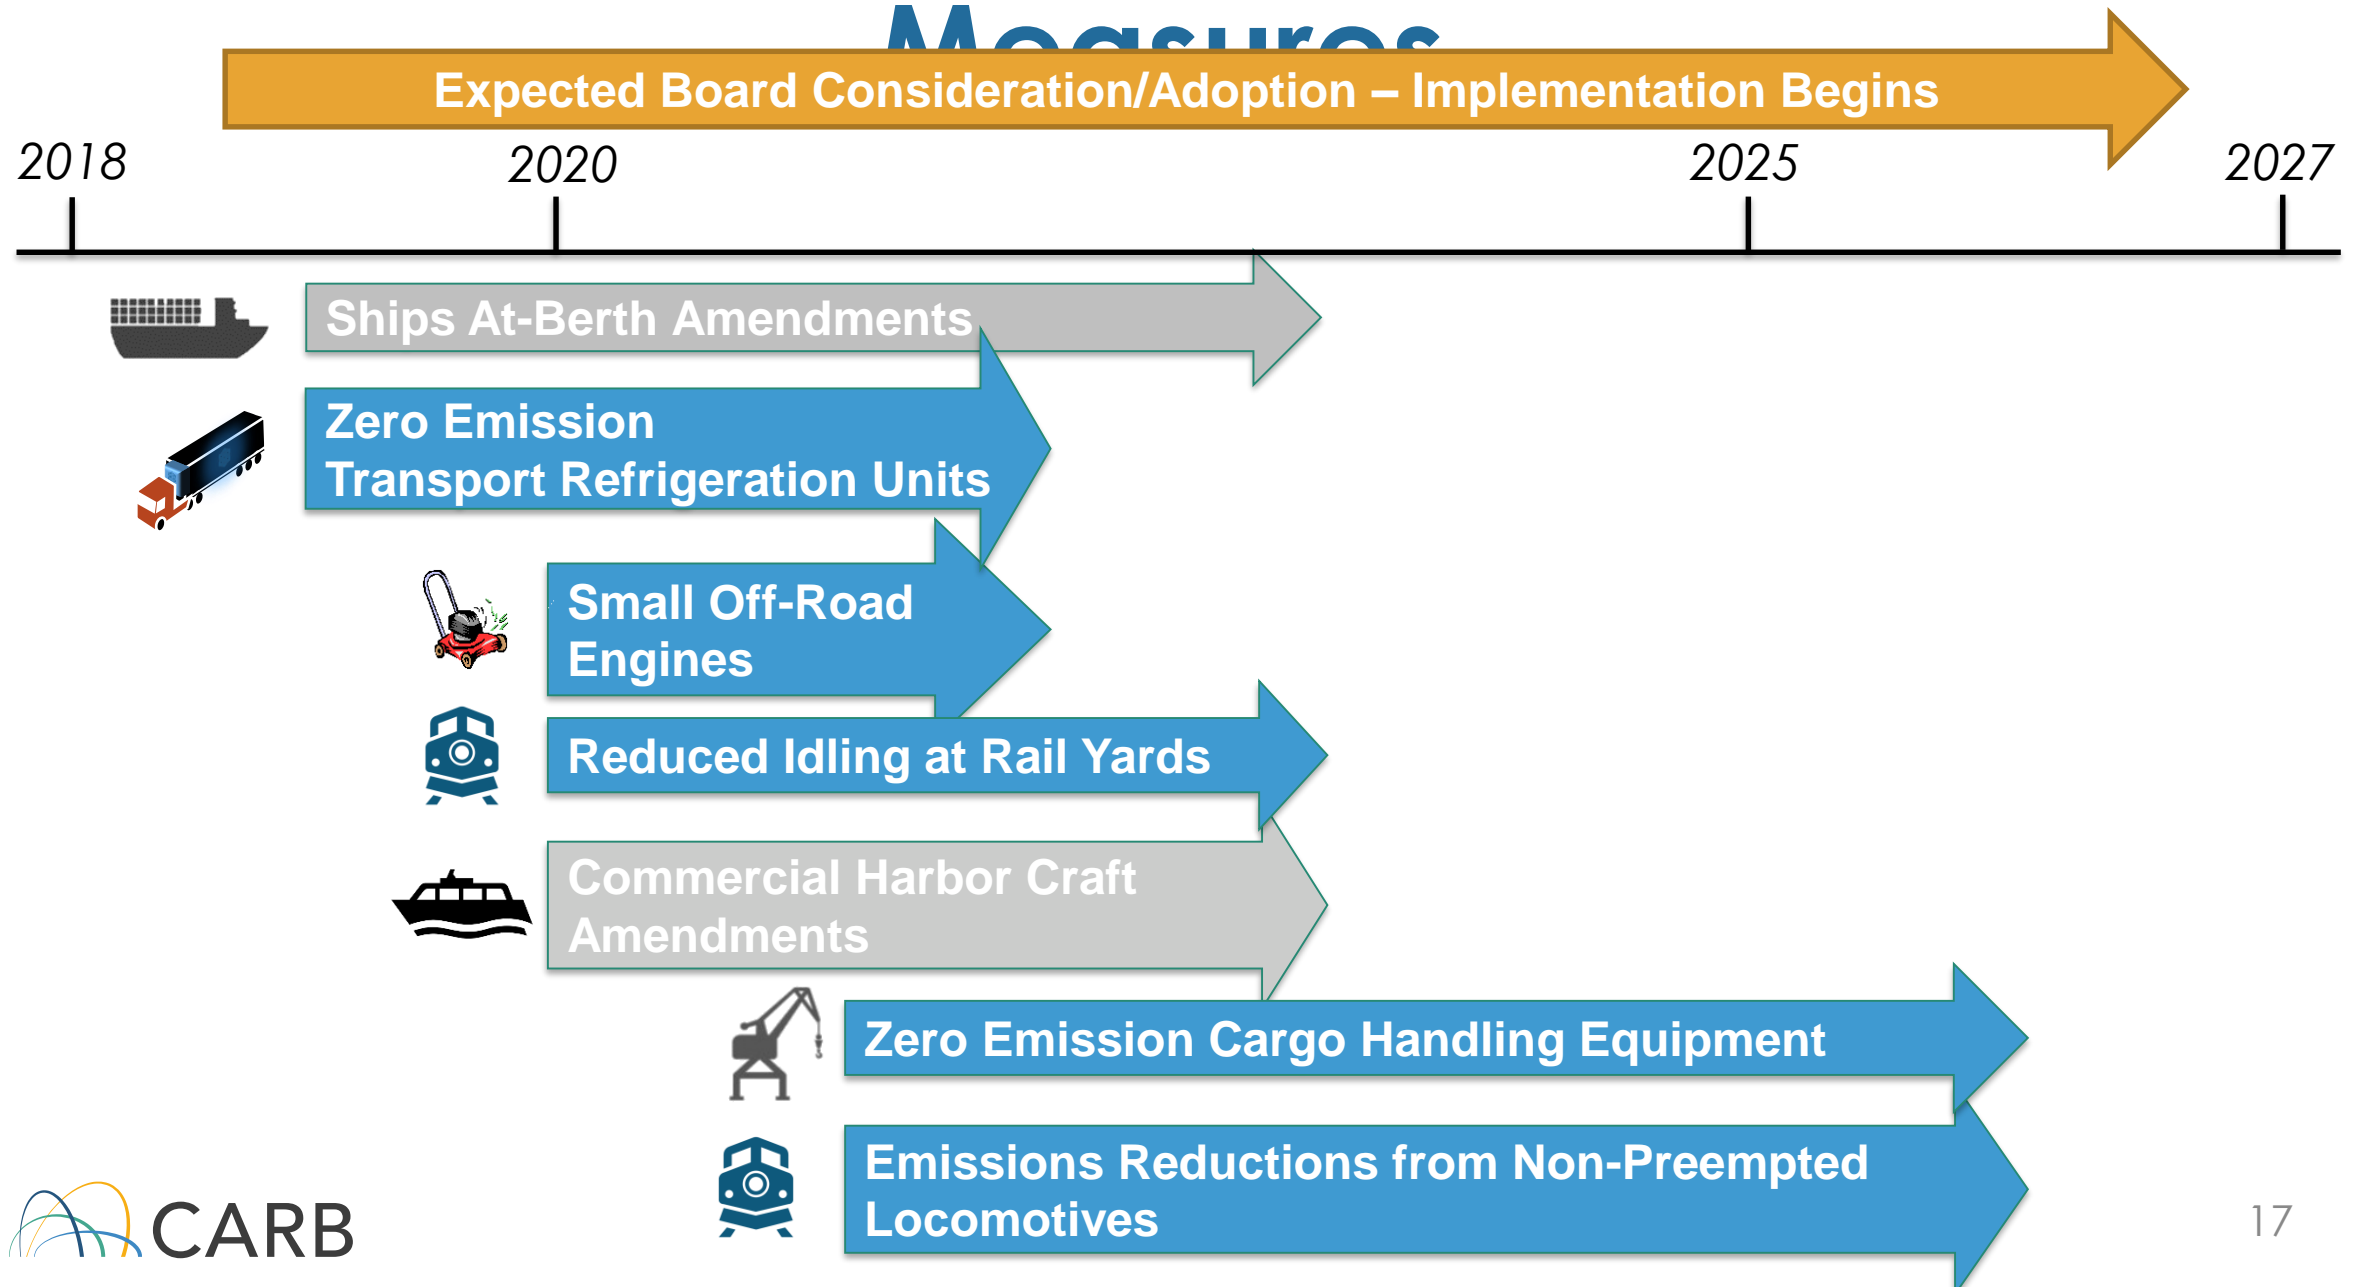 Measures
Expected Board Consideration/Adoption – Implementation Begins
2018
2020
2025
2027
Ships At-Berth Amendments
Zero Emission
Transport Refrigeration Units
Small Off-Road
Engines
Reduced Idling at Rail Yards
Commercial Harbor Craft
Amendments
Zero Emission Cargo Handling Equipment
Emissions Reductions from Non-Preempted
Locomotives
CARB
17